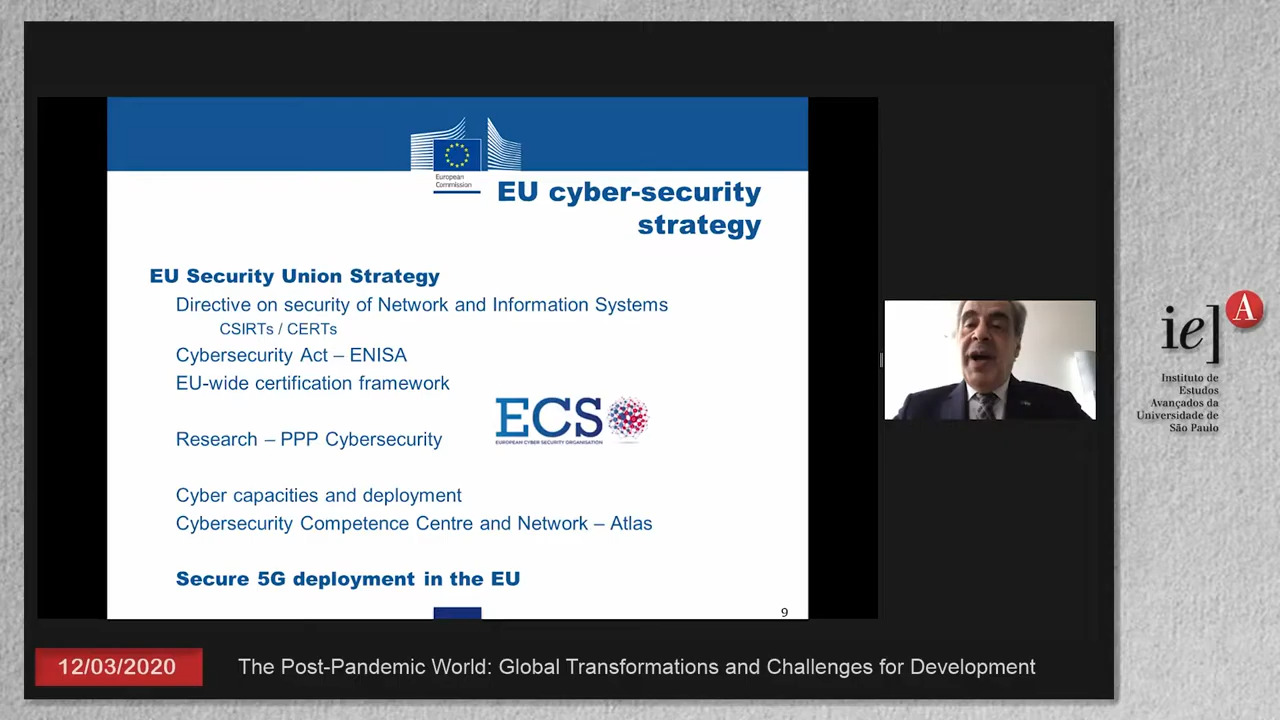 European
Commission
EU cyber-security
strategy
EU Security Union Strategy
Directive on security of Network and Information Systems
CSIRTs / CERTs
Cybersecurity Act – ENISA
EU-wide certification framework
ECS
EUROPEAN CYBER SECURITY ORGANISATION
Research – PPP Cybersecurity
Cyber capacities and deployment
Cybersecurity Competence Centre and Network – Atlas
Secure 5G deployment in the EU
9
ie] A
Instituto de
Estudos
Avançados da
Universidade de
São Paulo
12/03/2020 The Post-Pandemic World: Global Transformations and Challenges for Development